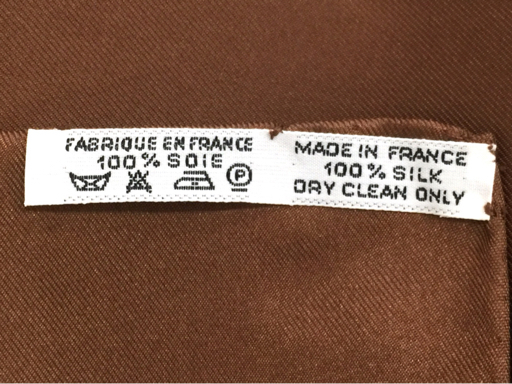 FABRIQUE EN FRANCE
100% SOIE
P
MADE IN FRANCE
100% SILK
DRY CLEAN ONLY